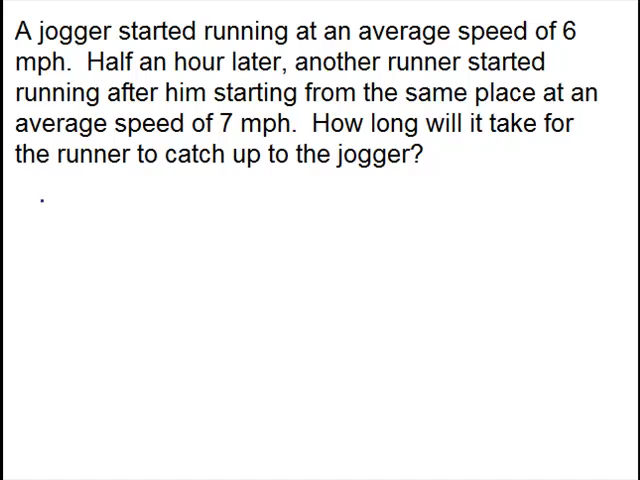 A jogger started running at an average speed of 6
mph.  Half an hour later, another runner started
running after him starting from the same place at an
average speed of 7 mph.  How long will it take for
the runner to catch up to the jogger?